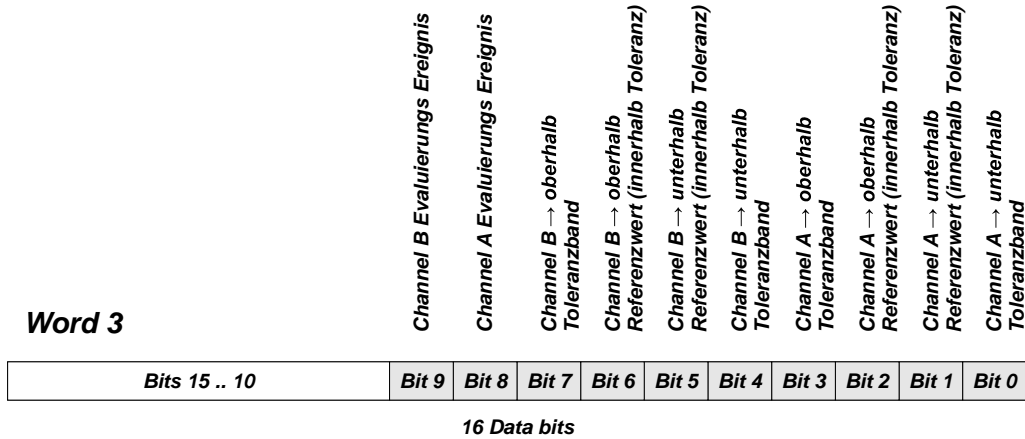 Channel B Evaluierungs Ereignis
Channel A Evaluierungs Ereignis
Channel B → oberhalb
Toleranzband
Channel B → oberhalb
Referenzwert (innerhalb Toleranz)
Channel B → unterhalb
Referenzwert (innerhalb Toleranz)
Channel B → unterhalb
Toleranzband
Channel A → oberhalb
Toleranzband
Channel A → oberhalb
Referenzwert (innerhalb Toleranz)
Channel A → unterhalb
Referenzwert (innerhalb Toleranz)
Channel A → unterhalb
Toleranzband
Word 3
Bits 15 .. 10 Bit 9 Bit 8 Bit 7 Bit 6 Bit 5 Bit 4 Bit 3 Bit 2 Bit 1 Bit 0
16 Data bits